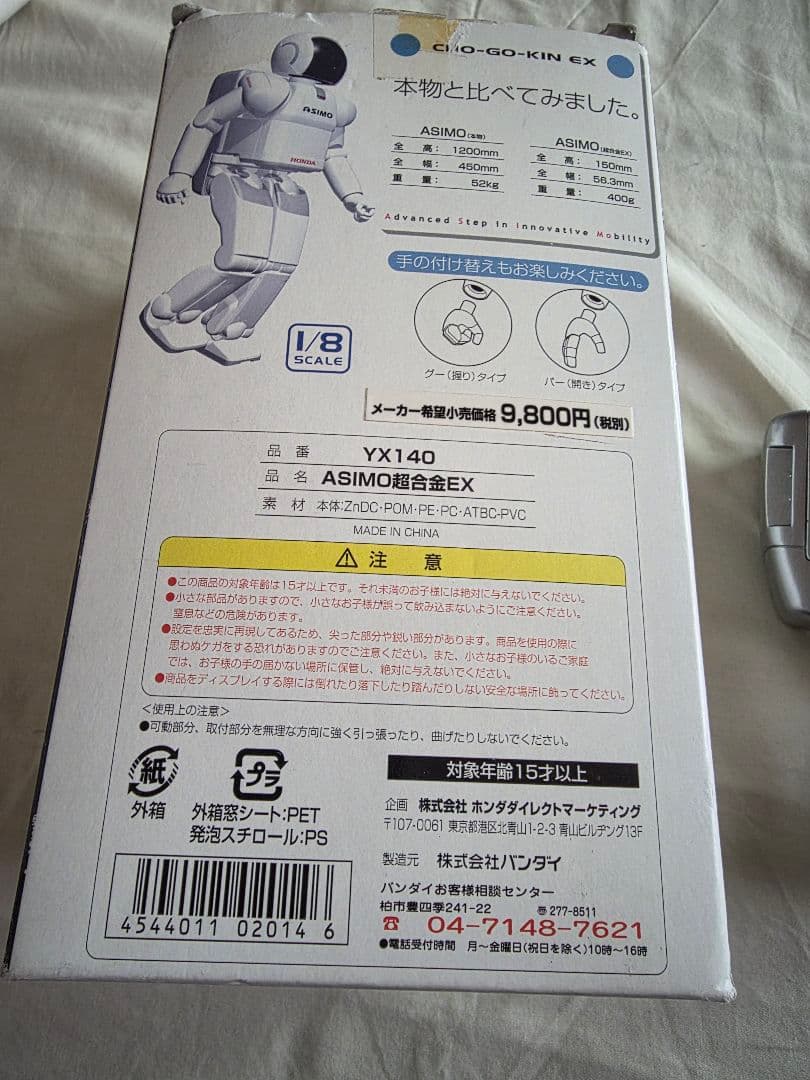 CHO-GO-KIN EX
本物と比べてみました。
ASIMO(本物)
全高: 1200mm
全幅: 450mm
重量: 52kg
ASIMO(超合金EX)
全高: 150mm
全幅: 56.3mm
重量: 400g
Advanced Step in Innovative Mobility
ASIMO
HONDA
手の付け替えもお楽しみください。
グー(握り)タイプ
パー(開き)タイプ
1/8
SCALE
メーカー希望小売価格 9,800円(税別)
品番 YX140
品名 ASIMO超合金EX
素材 本体:ZnDC・POM・PE・PC・ATBC-PVC
MADE IN CHINA
注意
●この商品の対象年齢は15才以上です。それ未満のお子様には絶対に与えないでください。
●小さな部品がありますので、小さなお子様が誤って飲み込まないようにご注意ください。
窒息などの危険があります。
●設定を忠実に再現してあるため、尖った部分や鋭い部分があります。商品を使用の際に
思わぬケガをする恐れがありますのでご注意ください。また、小さなお子様のいるご家庭
では、お子様の手の届かない場所に保管し、絶対に与えないでください。
●商品をディスプレイする際には倒れたり落下したり踏んだりしない安全な場所に飾ってください。
<使用上の注意>
●可動部分、取付部分を無理な方向に強く引っ張ったり、曲げたりしないでください。
紙
外箱
プラ
外箱窓シート:PET
発泡スチロール:PS
対象年齢15才以上
企画 株式会社 ホンダダイレクトマーケティング
〒107-0061 東京都港区北青山1-2-3 青山ビルヂング13F
製造元 株式会社バンダイ
バンダイお客様相談センター
柏市豊四季241-22 〠277-8511
☎ 04-7148-7621
●電話受付時間 月〜金曜日(祝日を除く)10時〜16時
4544011 02014 6